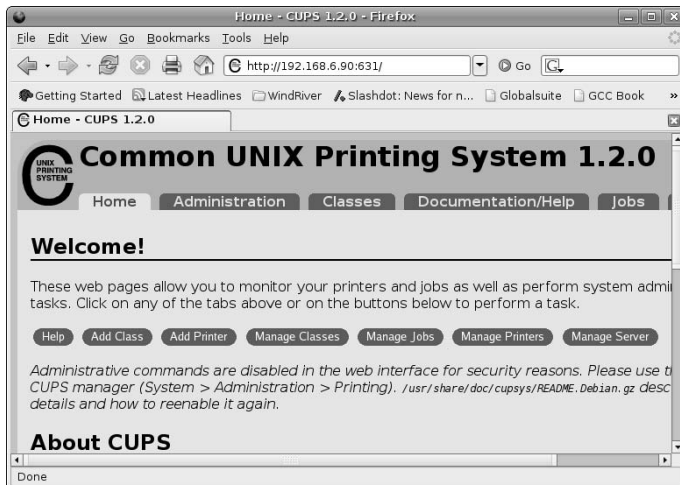 Home - CUPS 1.2.0 - Firefox
File Edit View Go Bookmarks Tools Help
http://192.168.6.90:631/ Go G
Getting Started Latest Headlines WindRiver Slashdot: News for n... Globalsuite GCC Book »
Home - CUPS 1.2.0
UNIX PRINTING SYSTEM
Common UNIX Printing System 1.2.0
Home Administration Classes Documentation/Help Jobs
Welcome!
These web pages allow you to monitor your printers and jobs as well as perform system admi
tasks. Click on any of the tabs above or on the buttons below to perform a task.
Help Add Class Add Printer Manage Classes Manage Jobs Manage Printers Manage Server
Administrative commands are disabled in the web interface for security reasons. Please use t
CUPS manager (System > Administration > Printing). /usr/share/doc/cupsys/README.Debian.gz desc
details and how to reenable it again.
About CUPS
Done